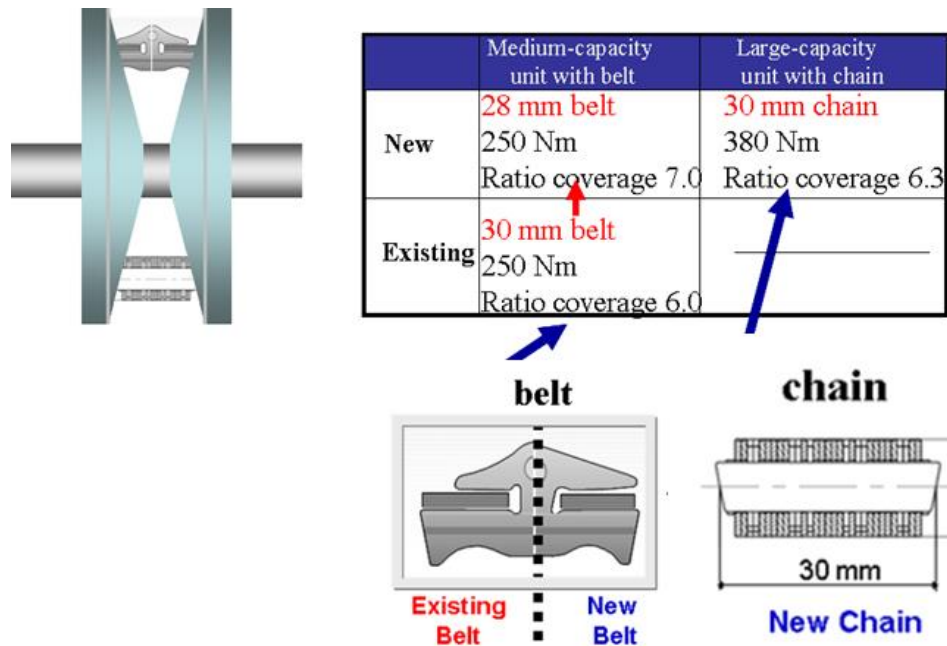 Medium-capacity
unit with belt
Large-capacity
unit with chain
New
28 mm belt
250 Nm
Ratio coverage 7.0
30 mm chain
380 Nm
Ratio coverage 6.3
Existing
30 mm belt
250 Nm
Ratio coverage 6.0
belt
chain
Existing
Belt
New
Belt
30 mm
New Chain